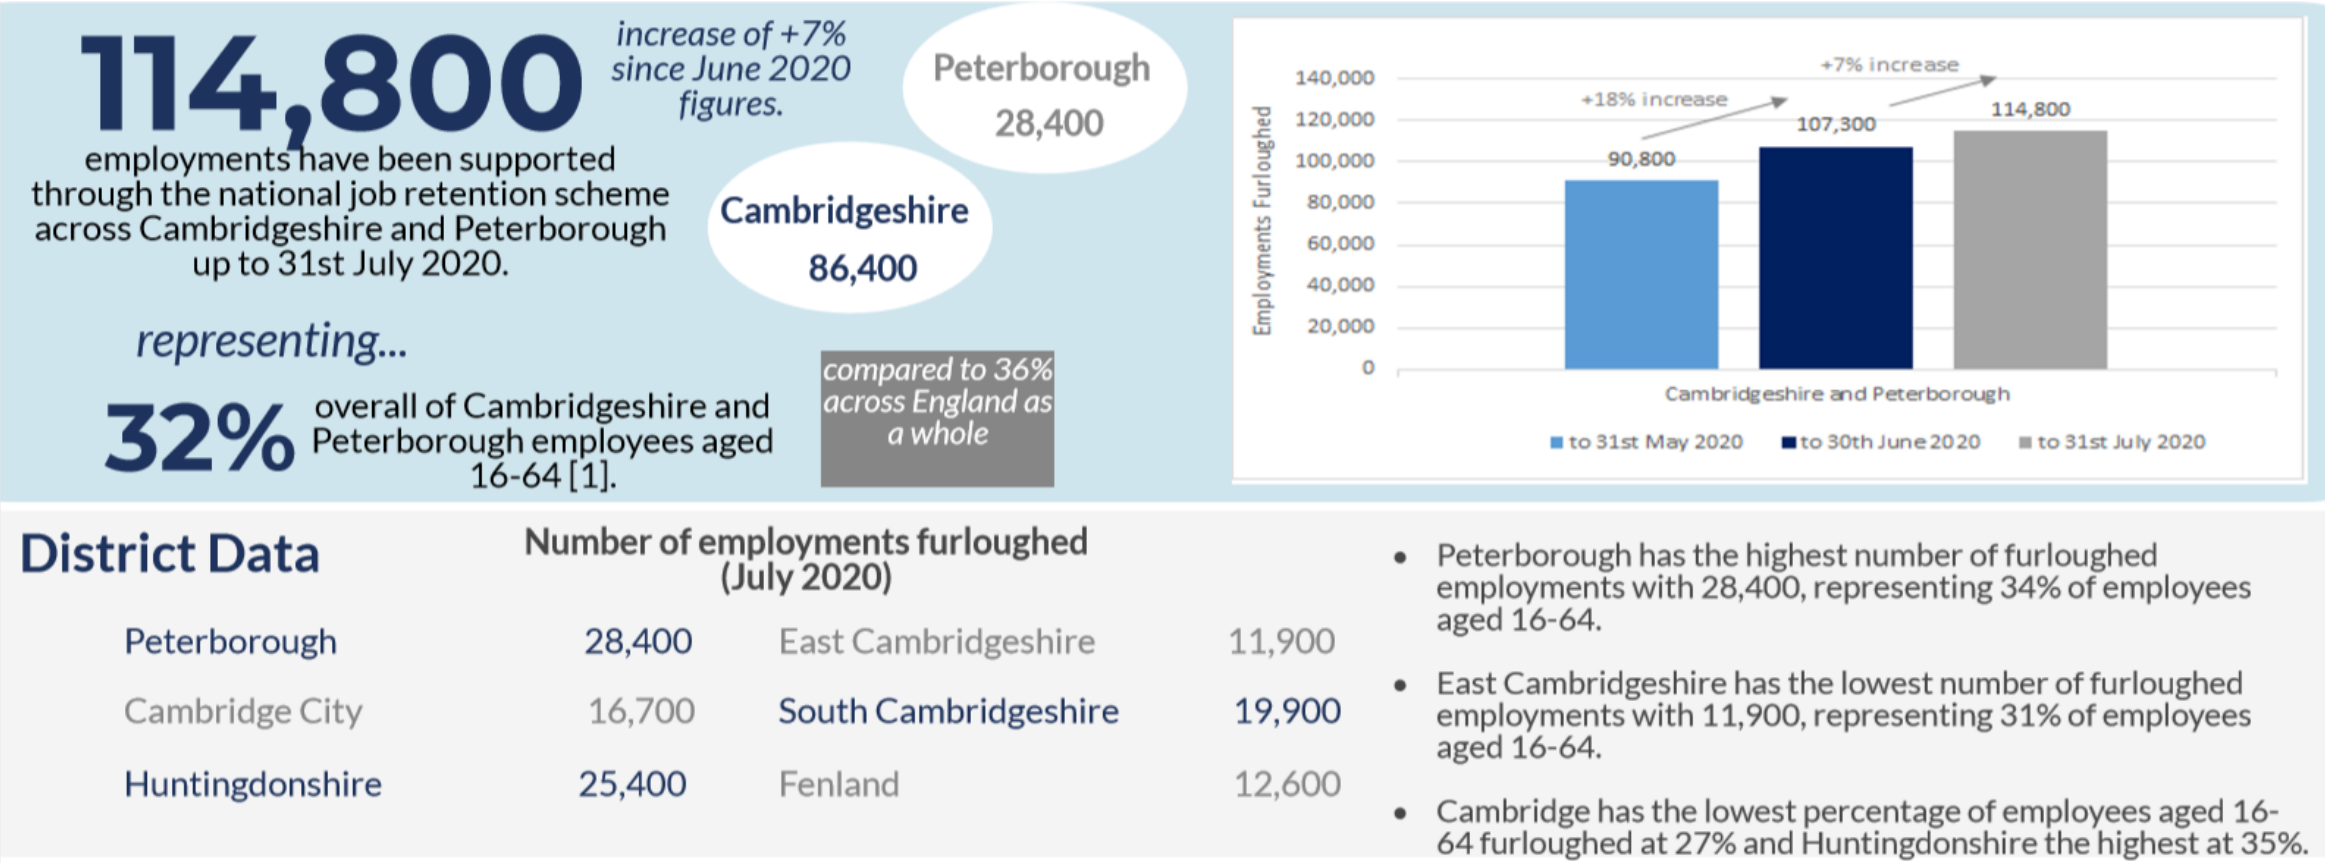 114,800
increase of +7%
since June 2020
figures.
employments have been supported
through the national job retention scheme
across Cambridgeshire and Peterborough
up to 31st July 2020.
Peterborough
28,400
Cambridgeshire
86,400
representing...
32%
overall of Cambridgeshire and
Peterborough employees aged
16-64 [1].
compared to 36%
across England as
a whole
Employments Furloughed
140,000
120,000
100,000
80,000
60,000
40,000
20,000
0
+18% increase
+7% increase
90,800
107,300
114,800
Cambridgeshire and Peterborough
to 31st May 2020
to 30th June 2020
to 31st July 2020
District Data
Number of employments furloughed
(July 2020)
Peterborough 28,400 East Cambridgeshire 11,900
Cambridge City 16,700 South Cambridgeshire 19,900
Huntingdonshire 25,400 Fenland 12,600
• Peterborough has the highest number of furloughed
employments with 28,400, representing 34% of employees
aged 16-64.
• East Cambridgeshire has the lowest number of furloughed
employments with 11,900, representing 31% of employees
aged 16-64.
• Cambridge has the lowest percentage of employees aged 16-
64 furloughed at 27% and Huntingdonshire the highest at 35%.